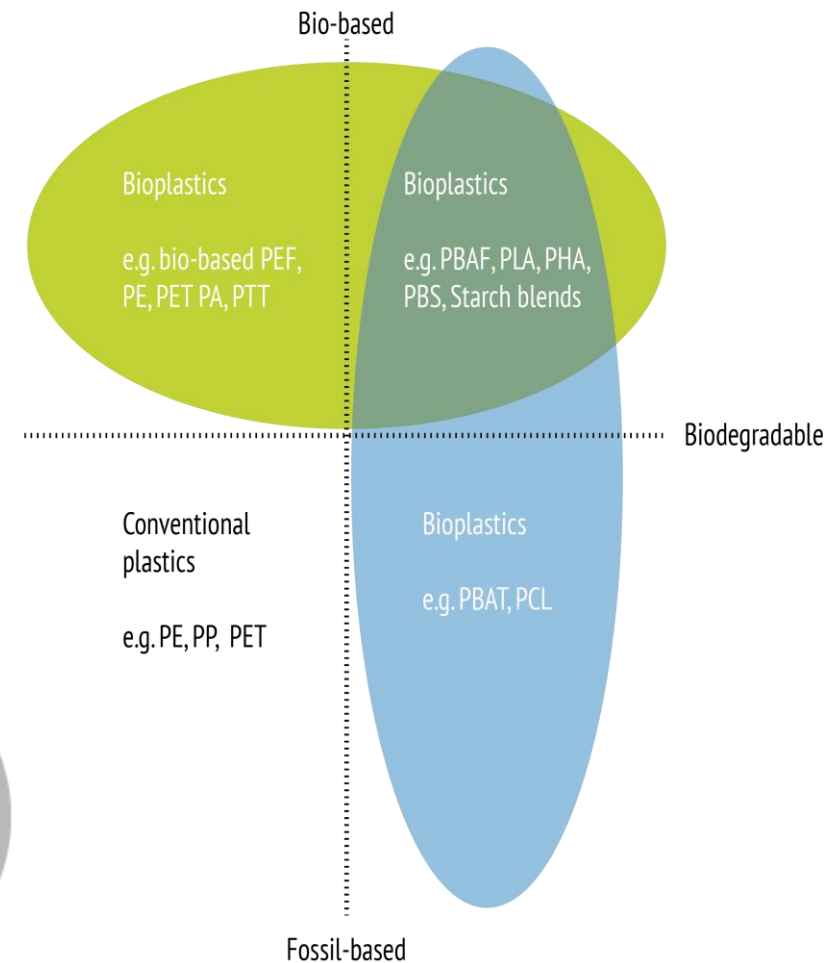 Bio-based
Bioplastics
e.g. bio-based PEF,
PE, PET PA, PTT
Bioplastics
e.g. PBAF, PLA, PHA,
PBS, Starch blends
Biodegradable
Conventional
plastics
e.g. PE, PP, PET
Bioplastics
e.g. PBAT, PCL
Fossil-based